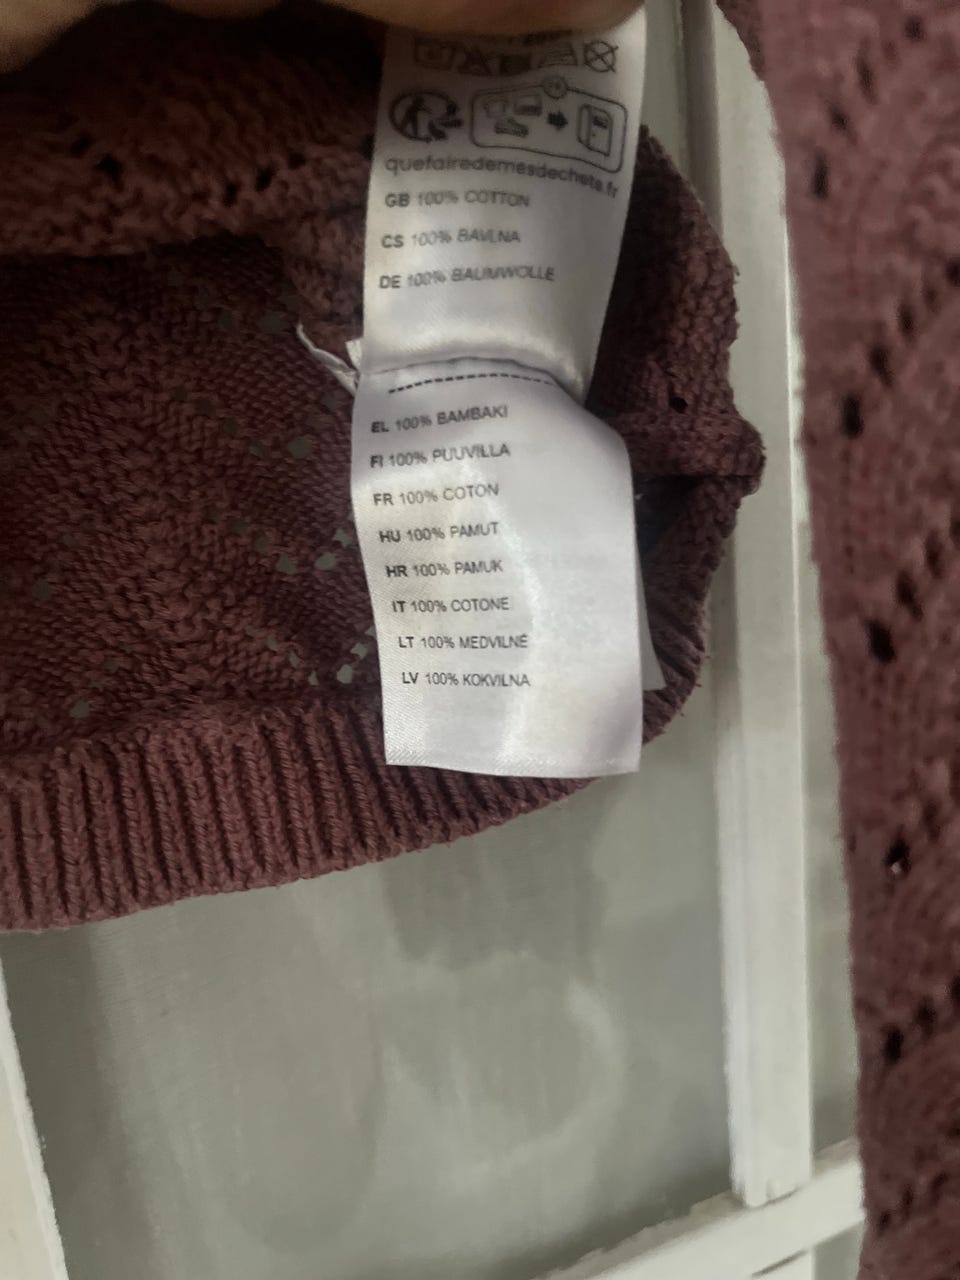 quefairedemesdechets.fr
GB 100% COTTON
CS 100% BAVLNA
DE 100% BAUMWOLLE
EL 100% BAMBAKI
FI 100% PUUVILLA
FR 100% COTON
HU 100% PAMUT
HR 100% PAMUK
IT 100% COTONE
LT 100% MEDVILNĖ
LV 100% KOKVILNA